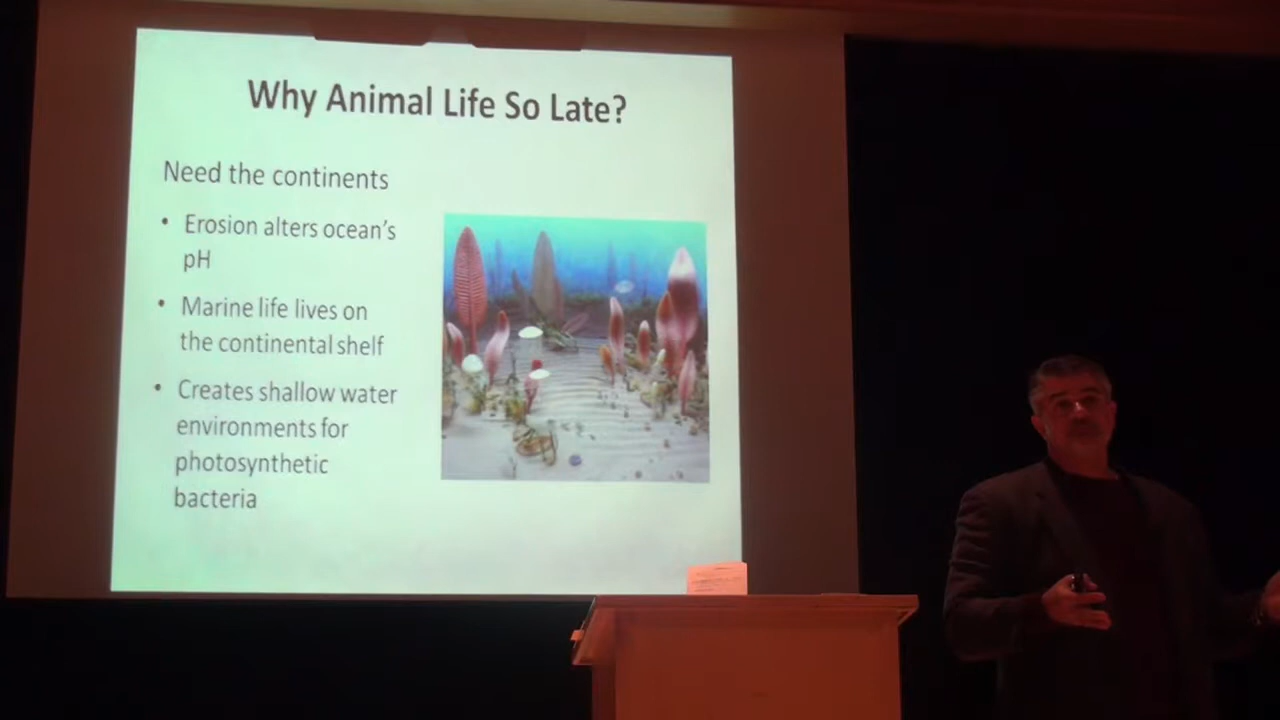 Why Animal Life So Late?
Need the continents
• Erosion alters ocean's
pH
• Marine life lives on
the continental shelf
• Creates shallow water
environments for
photosynthetic
bacteria